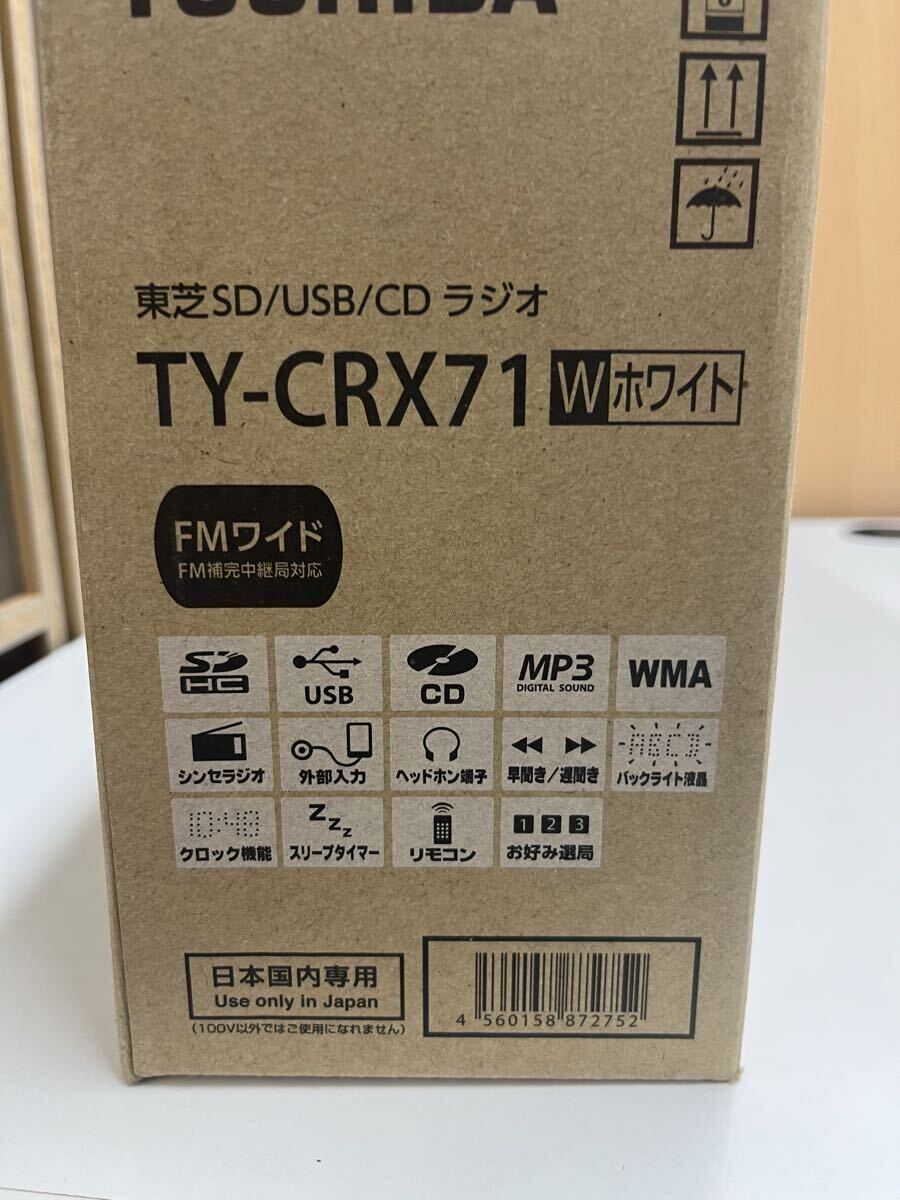 TOSHIBA
東芝SD/USB/CD ラジオ
TY-CRX71 W ホワイト
FMワイド
FM補完中継局対応
SD HC
USB
CD
MP3
DIGITAL SOUND
WMA
シンセラジオ
外部入力
ヘッドホン端子
早聞き/遅聞き
ABCD
バックライト液晶
10:48
クロック機能
Zzz
スリープタイマー
リモコン
1 2 3
お好み選局
日本国内専用
Use only in Japan
(100V以外ではご使用になれません)
4 560158 872752